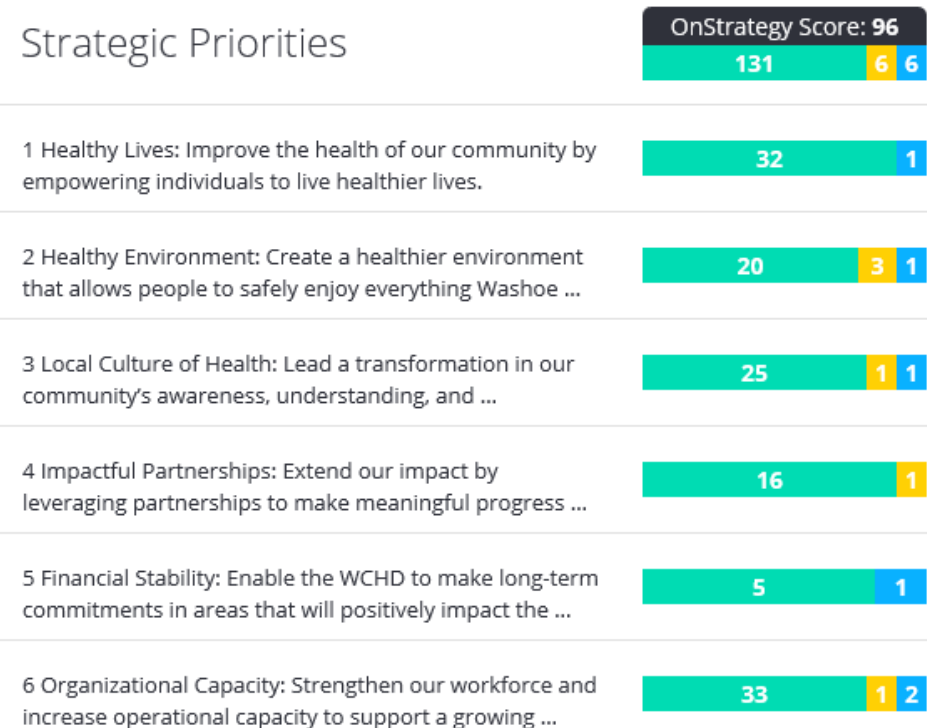 Strategic Priorities
OnStrategy Score: 96
131 6 6
1 Healthy Lives: Improve the health of our community by
empowering individuals to live healthier lives.
32 1
2 Healthy Environment: Create a healthier environment
that allows people to safely enjoy everything Washoe ...
20 3 1
3 Local Culture of Health: Lead a transformation in our
community’s awareness, understanding, and ...
25 1 1
4 Impactful Partnerships: Extend our impact by
leveraging partnerships to make meaningful progress ...
16 1
5 Financial Stability: Enable the WCHD to make long-term
commitments in areas that will positively impact the ...
5 1
6 Organizational Capacity: Strengthen our workforce and
increase operational capacity to support a growing ...
33 1 2